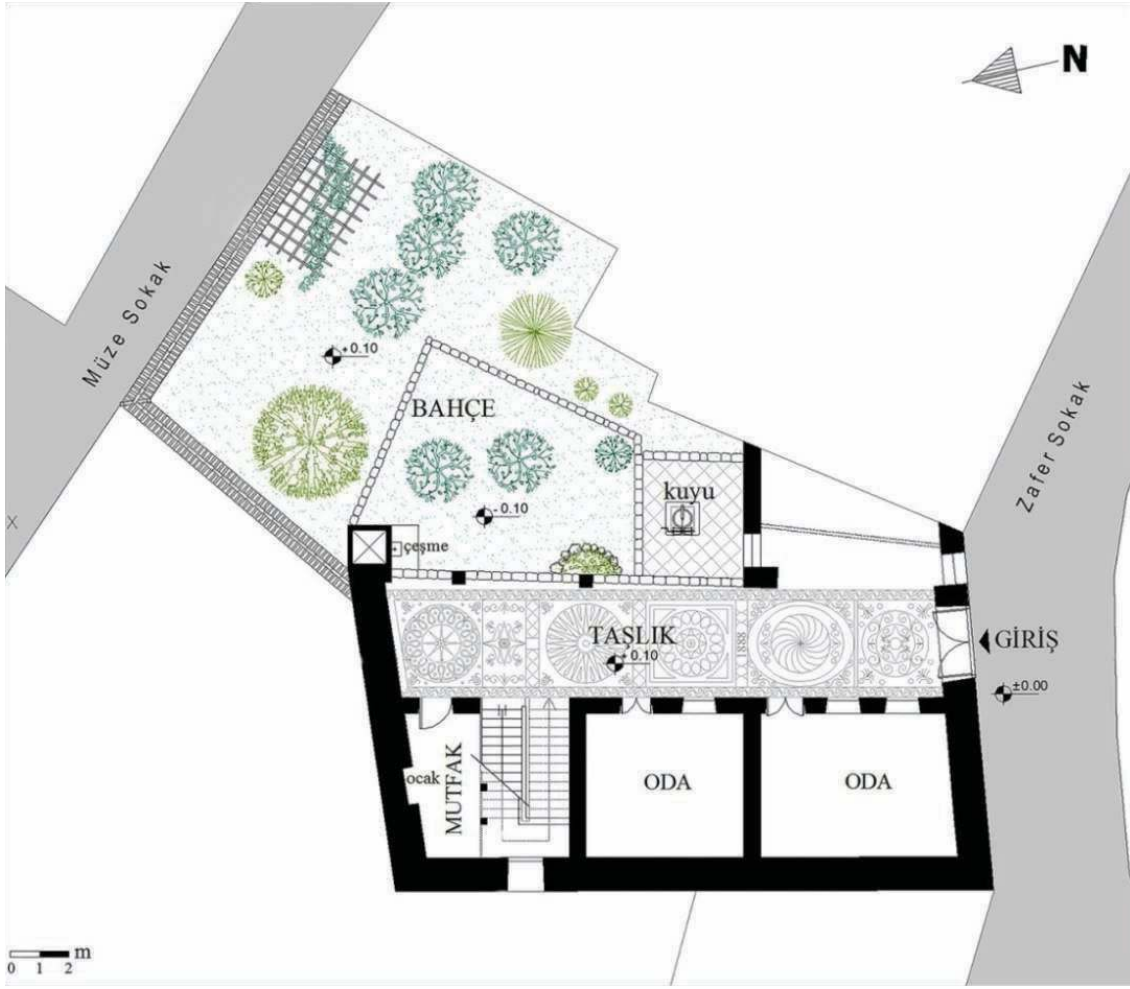 N
Müze Sokak
+0.10
BAHÇE
Zafer Sokak
kuyu
-0.10
çeşme
TAŞLIK
1888
GİRİŞ
+0.10
±0.00
ocak
MUTFAK
ODA
ODA
m
0 1 2